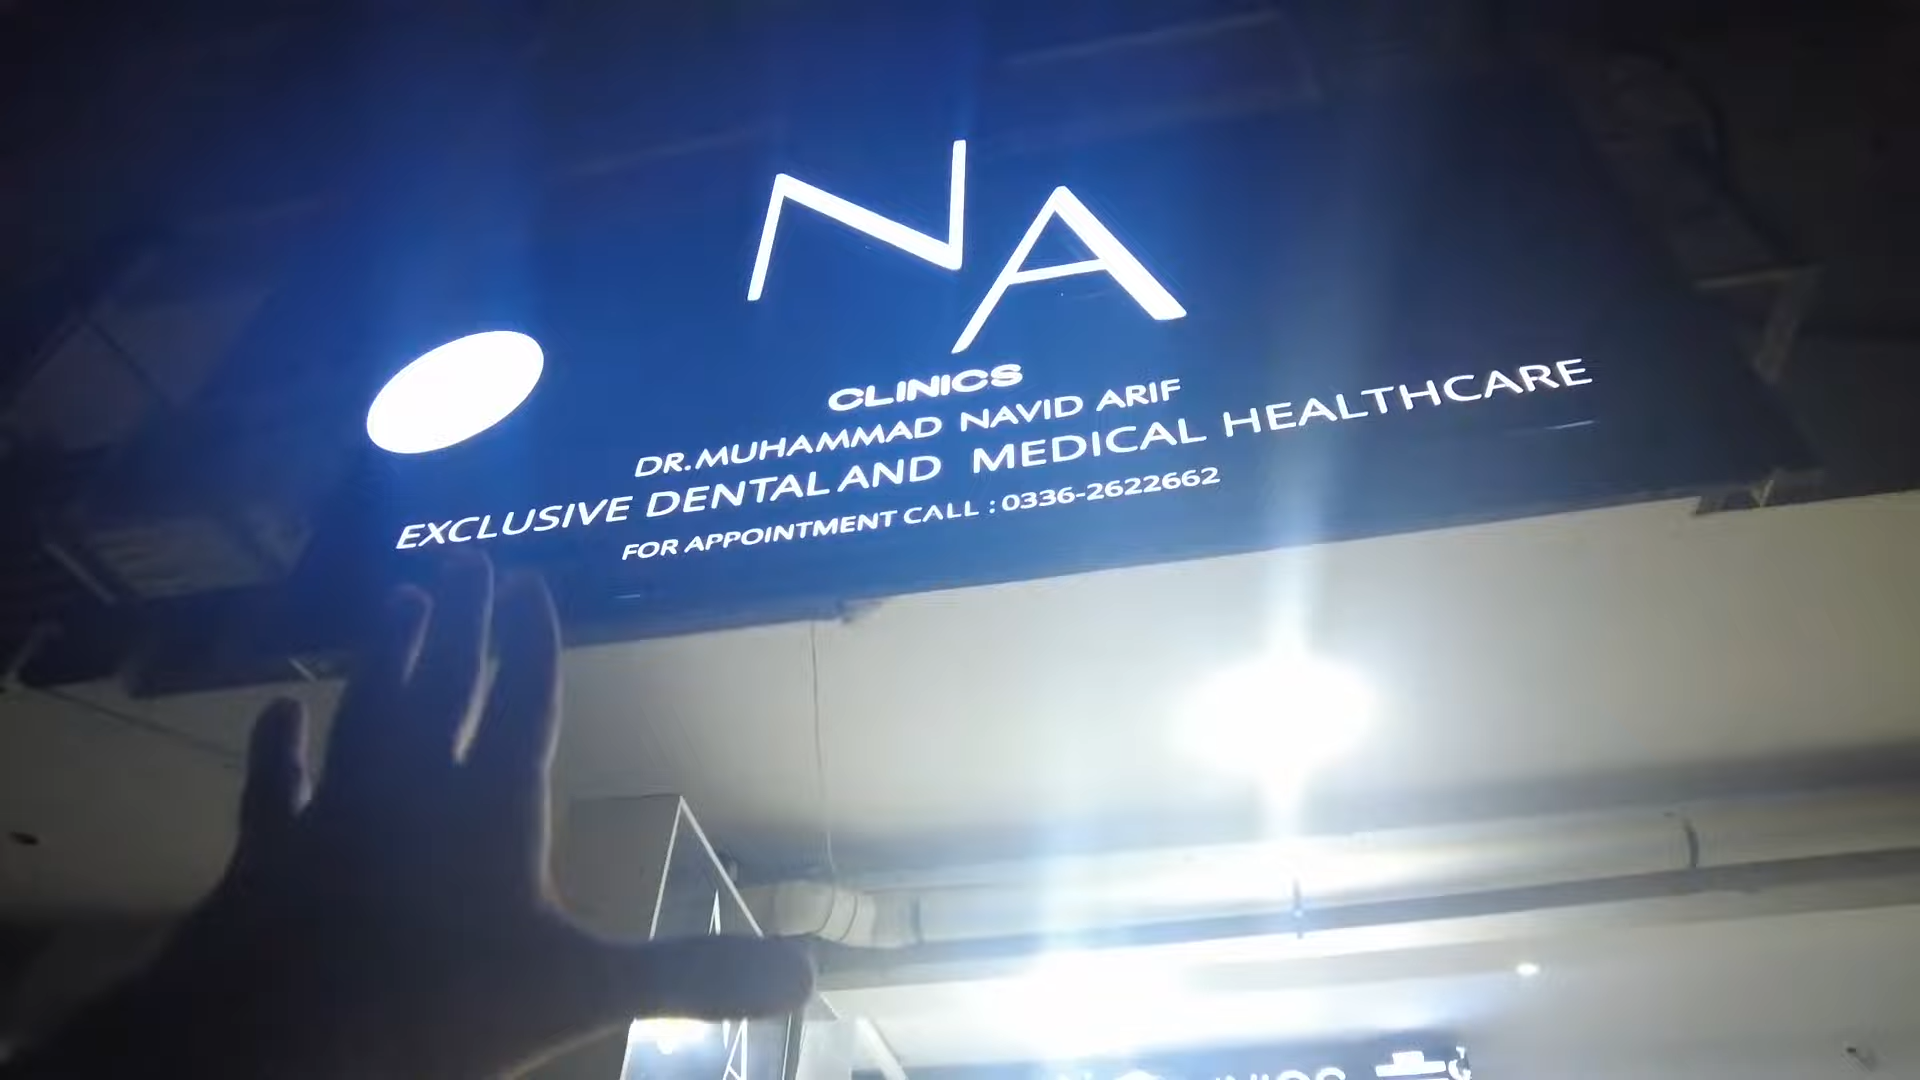 NA
CLINICS
DR.MUHAMMAD NAVID ARIF
EXCLUSIVE DENTAL AND MEDICAL HEALTHCARE
FOR APPOINTMENT CALL : 0336-2622662